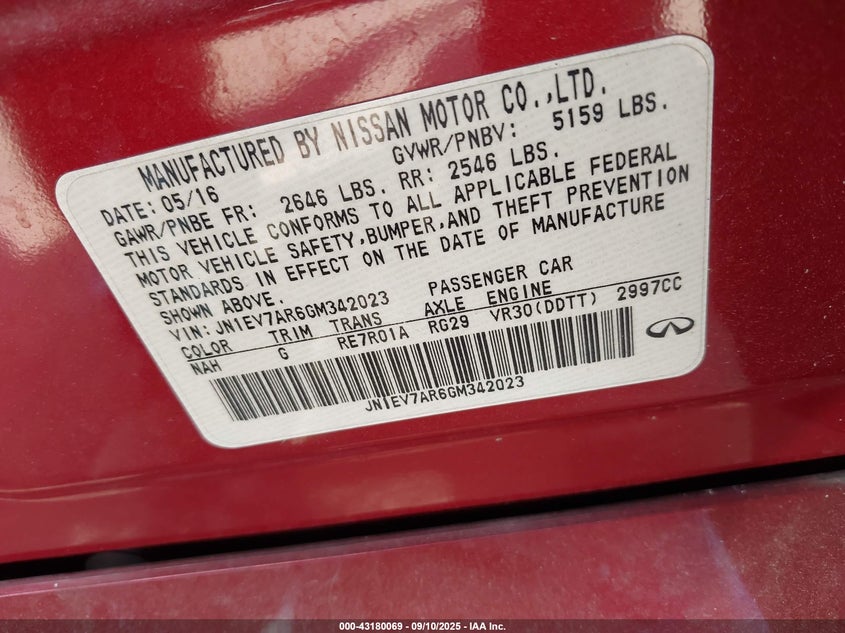 MANUFACTURED BY NISSAN MOTOR CO.,LTD.
DATE: 05/16 GVWR/PNBV: 5159 LBS.
GAWR/PNBE FR: 2646 LBS. RR: 2546 LBS.
THIS VEHICLE CONFORMS TO ALL APPLICABLE FEDERAL
MOTOR VEHICLE SAFETY,BUMPER,AND THEFT PREVENTION
STANDARDS IN EFFECT ON THE DATE OF MANUFACTURE
SHOWN ABOVE.
VIN: JN1EV7AR6GM342023 PASSENGER CAR
COLOR TRIM TRANS AXLE ENGINE
NAH G RE7R01A RG29 VR30(DDTT) 2997CC
JN1EV7AR6GM342023
000-43180069 - 09/10/2025 - IAA Inc.